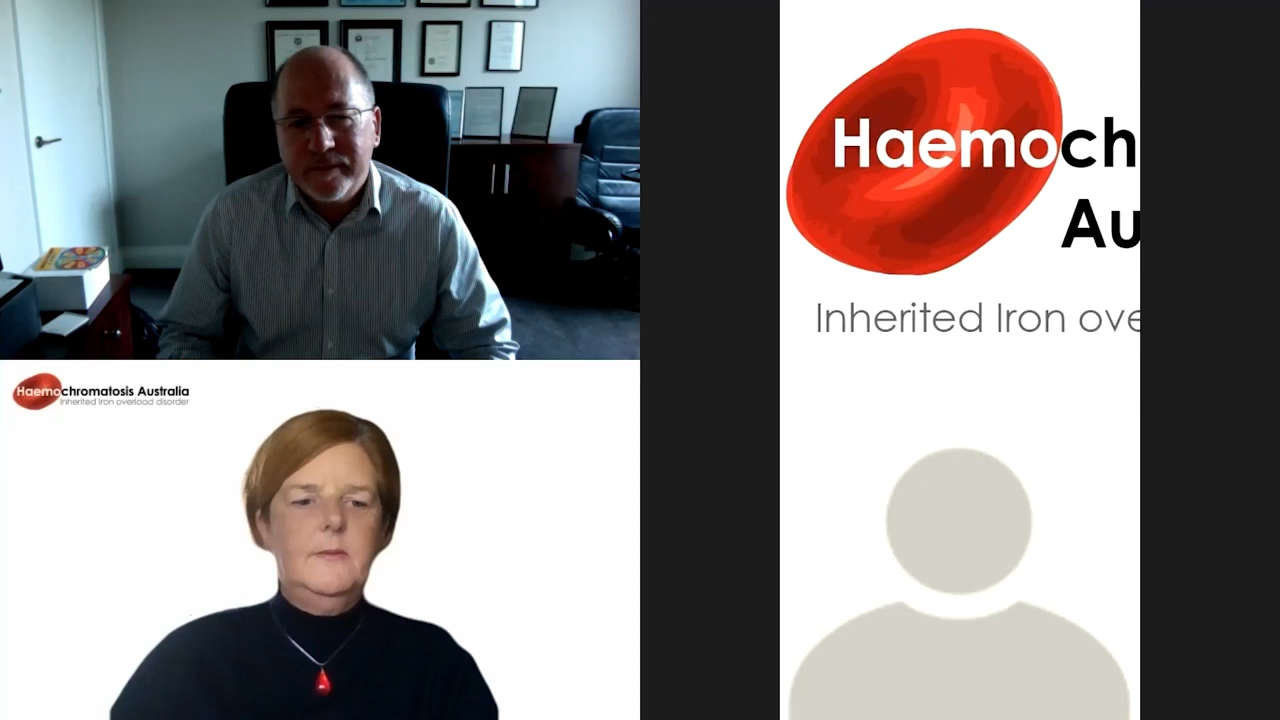 Haemoch
Au
Inherited Iron ove
Haemochromatosis Australia
Inherited Iron overload disorder